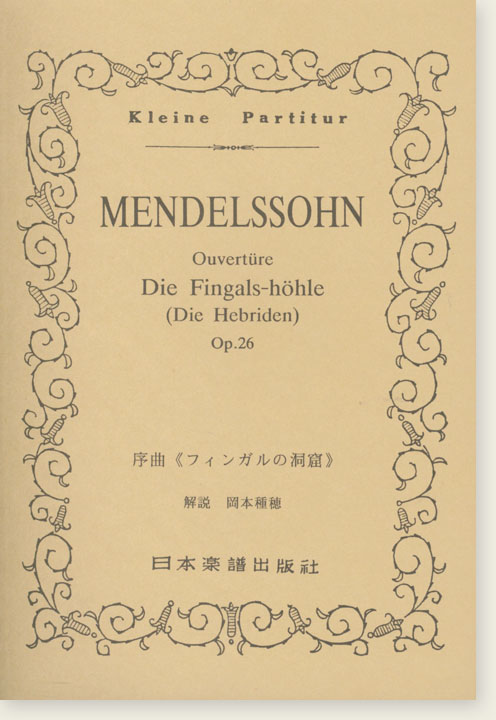 Kleine Partitur
MENDELSSOHN
Ouvertüre
Die Fingals-höhle
(Die Hebriden)
Op.26
序曲《フィンガルの洞窟》
解説 岡本種穂
日本楽譜出版社